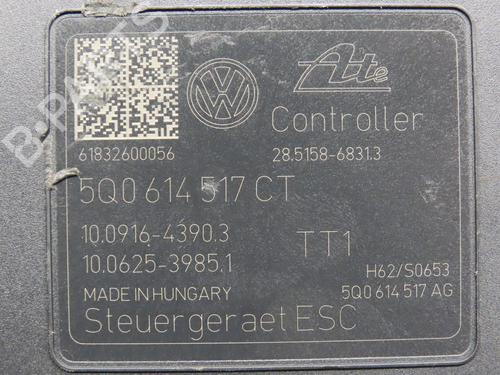 B-PARTS
Ate
Controller
61832600056 28.5158-6831.3
5Q0 614 517 CT
10.0916-4390.3
10.0625-3985.1 TT1
H62/S0653
MADE IN HUNGARY 5Q0 614 517 AG
Steuergeraet ESC